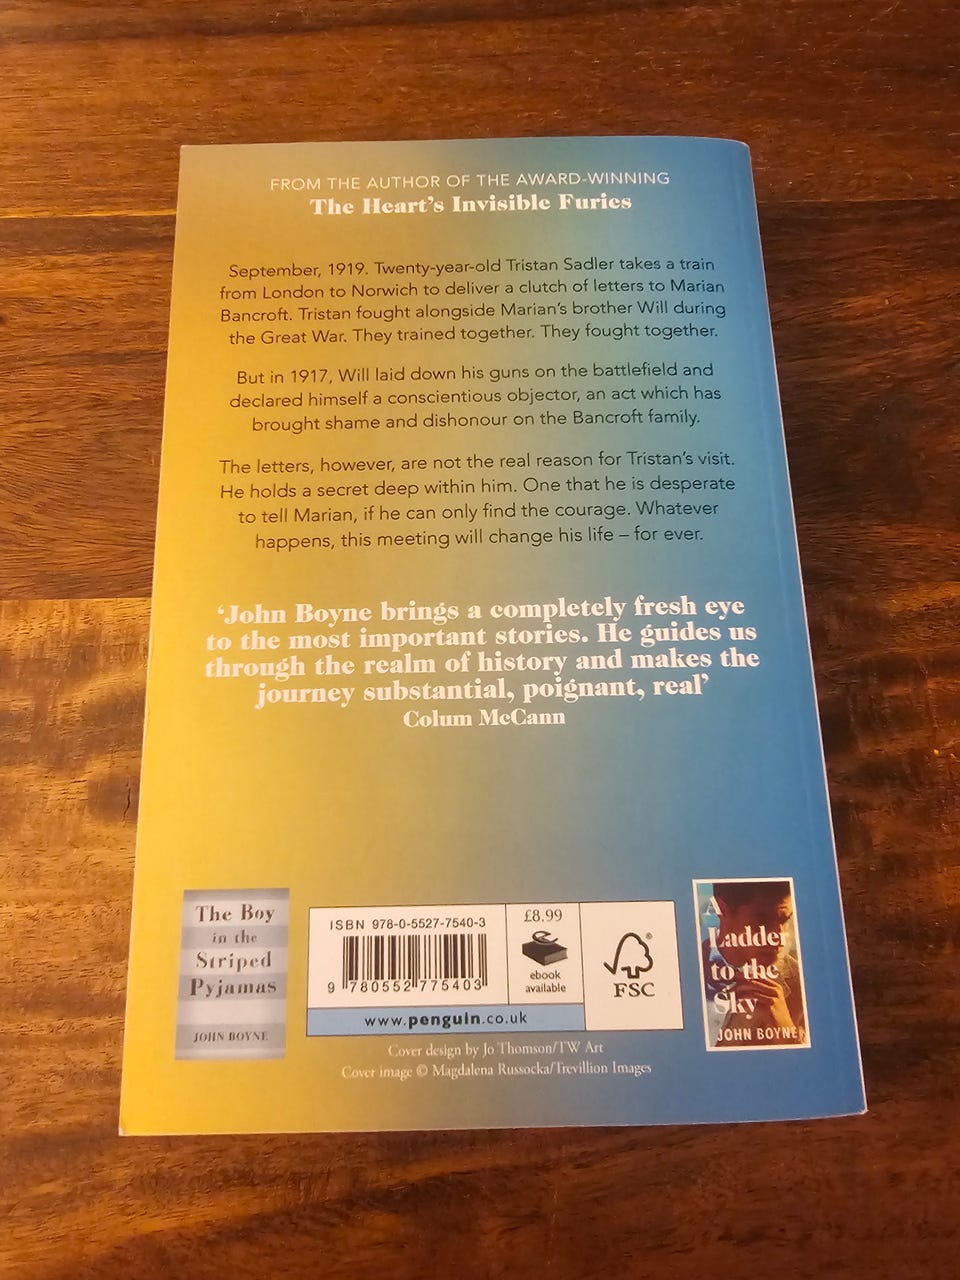 FROM THE AUTHOR OF THE AWARD-WINNING
The Heart's Invisible Furies
September, 1919. Twenty-year-old Tristan Sadler takes a train
from London to Norwich to deliver a clutch of letters to Marian
Bancroft. Tristan fought alongside Marian's brother Will during
the Great War. They trained together. They fought together.
But in 1917, Will laid down his guns on the battlefield and
declared himself a conscientious objector, an act which has
brought shame and dishonour on the Bancroft family.
The letters, however, are not the real reason for Tristan's visit.
He holds a secret deep within him. One that he is desperate
to tell Marian, if he can only find the courage. Whatever
happens, this meeting will change his life – for ever.
‘John Boyne brings a completely fresh eye
to the most important stories. He guides us
through the realm of history and makes the
journey substantial, poignant, real’
Colum McCann
The Boy
in the
Striped
Pyjamas
JOHN BOYNE
ISBN 978-0-5527-7540-3
9 780552 775403
£8.99
ebook
available
FSC
®
www.penguin.co.uk
A
Ladder
to the
Sky
JOHN BOYNE
Cover design by Jo Thomson/TW Art
Cover image © Magdalena Russocka/Trevillion Images